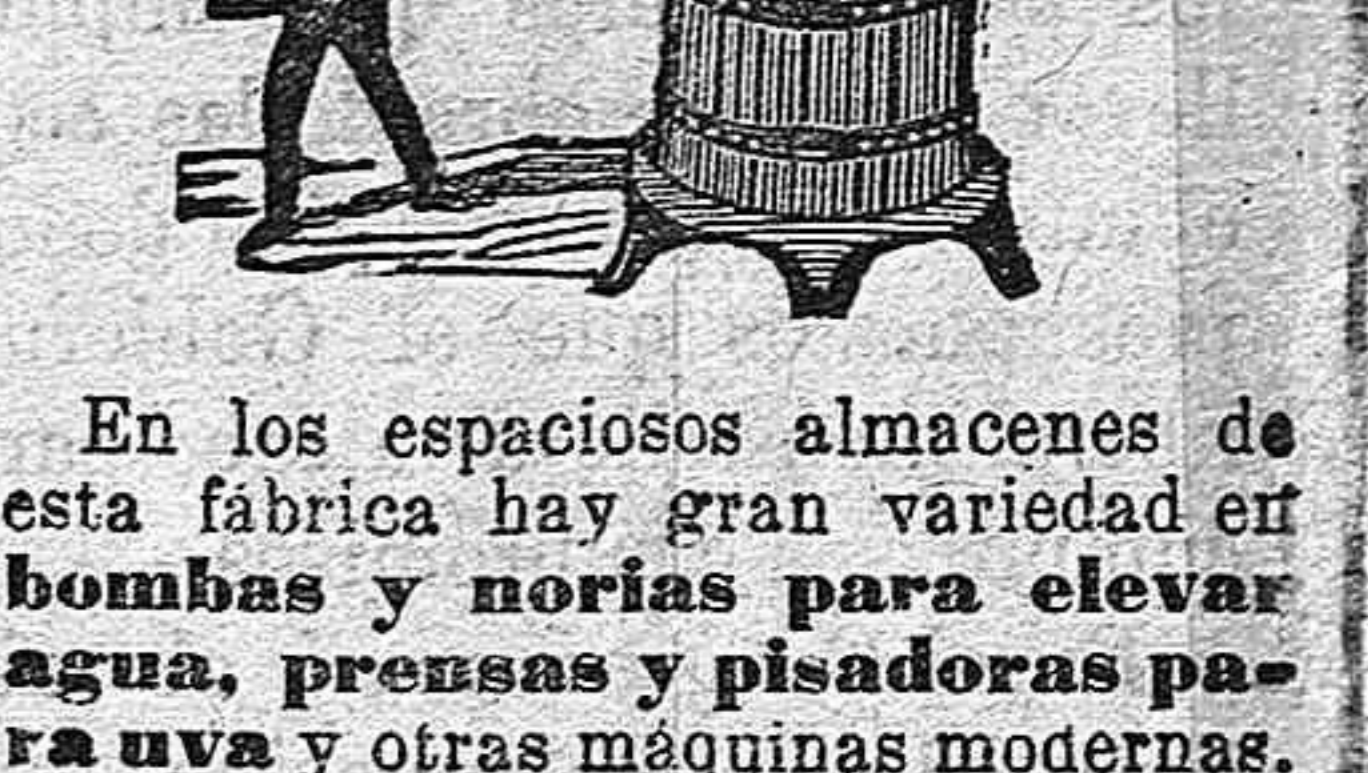 En los espaciosos almacenes de
esta fábrica hay gran variedad en
bombas y norias para elevar
agua, prensas y pisadoras pa-
ra uva y otras máquinas modernas.